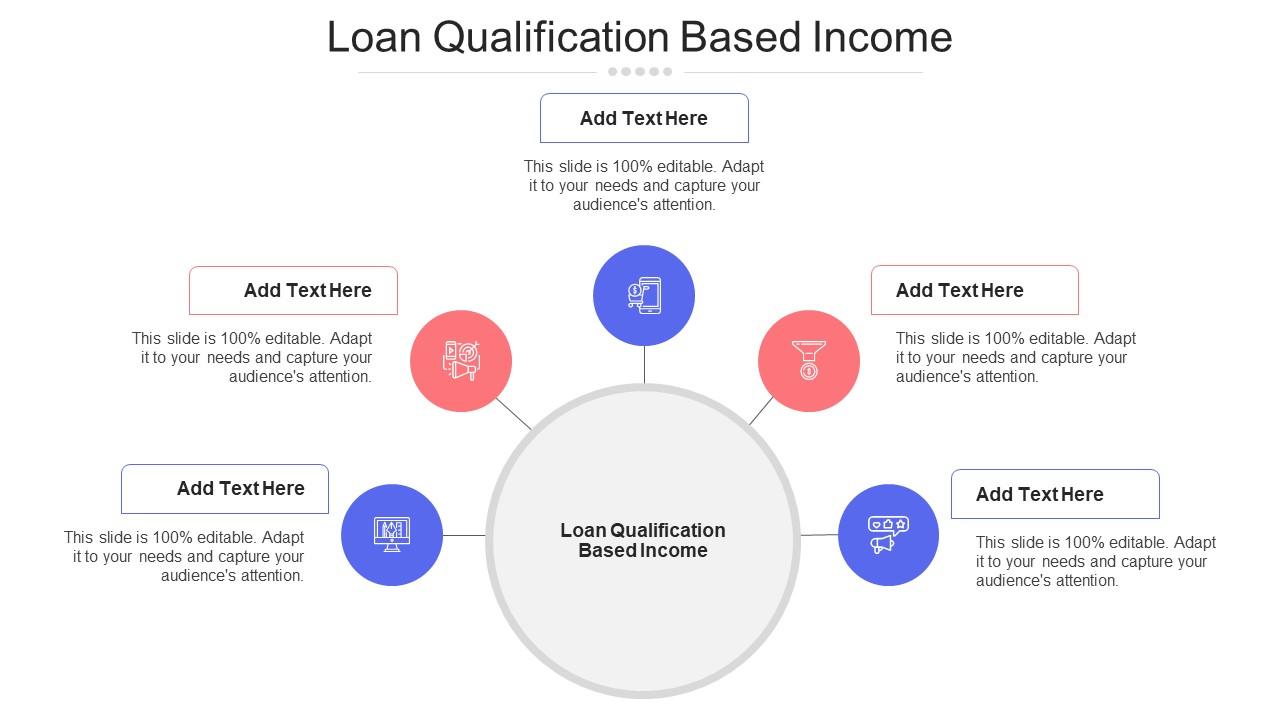 Loan Qualification Based Income
Add Text Here
This slide is 100% editable. Adapt
it to your needs and capture your
audience's attention.
Add Text Here
This slide is 100% editable. Adapt
it to your needs and capture your
audience's attention.
Add Text Here
This slide is 100% editable. Adapt
it to your needs and capture your
audience's attention.
Add Text Here
This slide is 100% editable. Adapt
it to your needs and capture your
audience's attention.
Add Text Here
This slide is 100% editable. Adapt
it to your needs and capture your
audience's attention.
Loan Qualification
Based Income